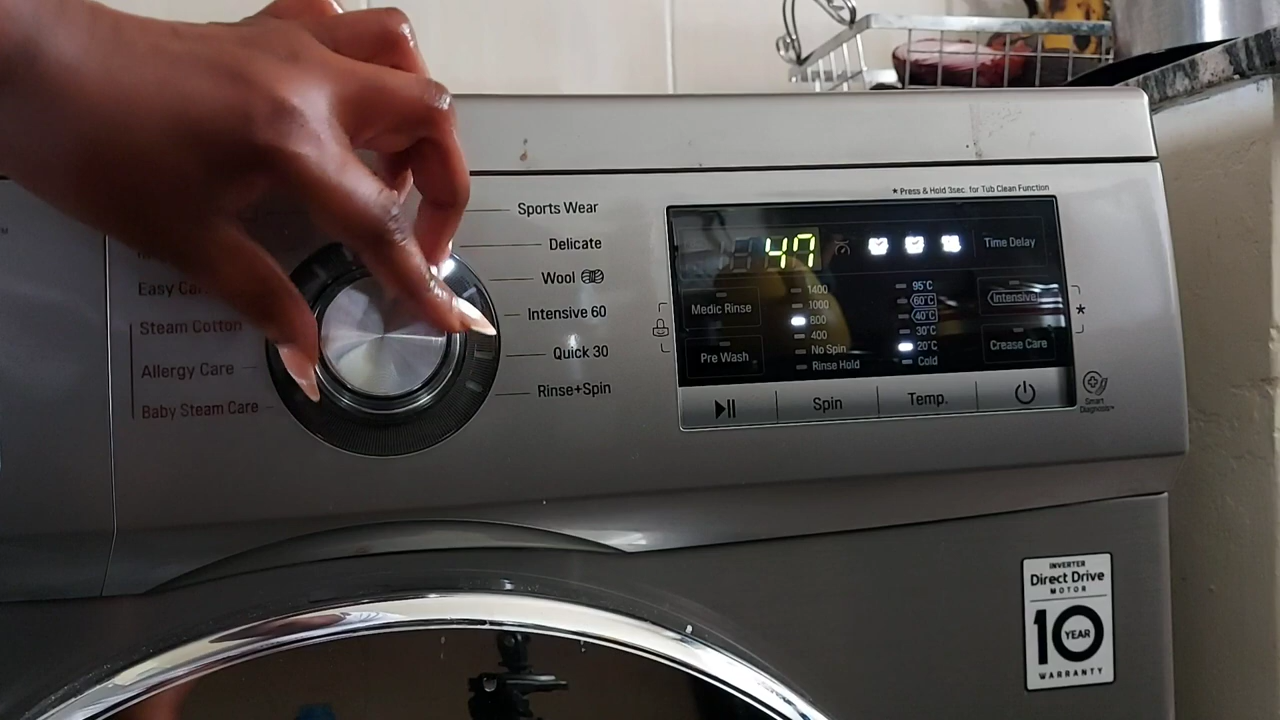 * Press & Hold 3sec. for Tub Clean Function
Sports Wear
Delicate
Wool
Intensive 60
Quick 30
Rinse+Spin
Easy
Steam Cotton
Allergy Care
Baby Steam Care
47
Time Delay
Medic Rinse
Pre Wash
1400
1000
800
400
No Spin
Rinse Hold
95°C
60°C
40°C
30°C
20°C
Cold
Intensive
*
Crease Care
Spin
Temp.
Smart
Diagnosis™
INVERTER
Direct Drive
MOTOR
10
YEAR
WARRANTY